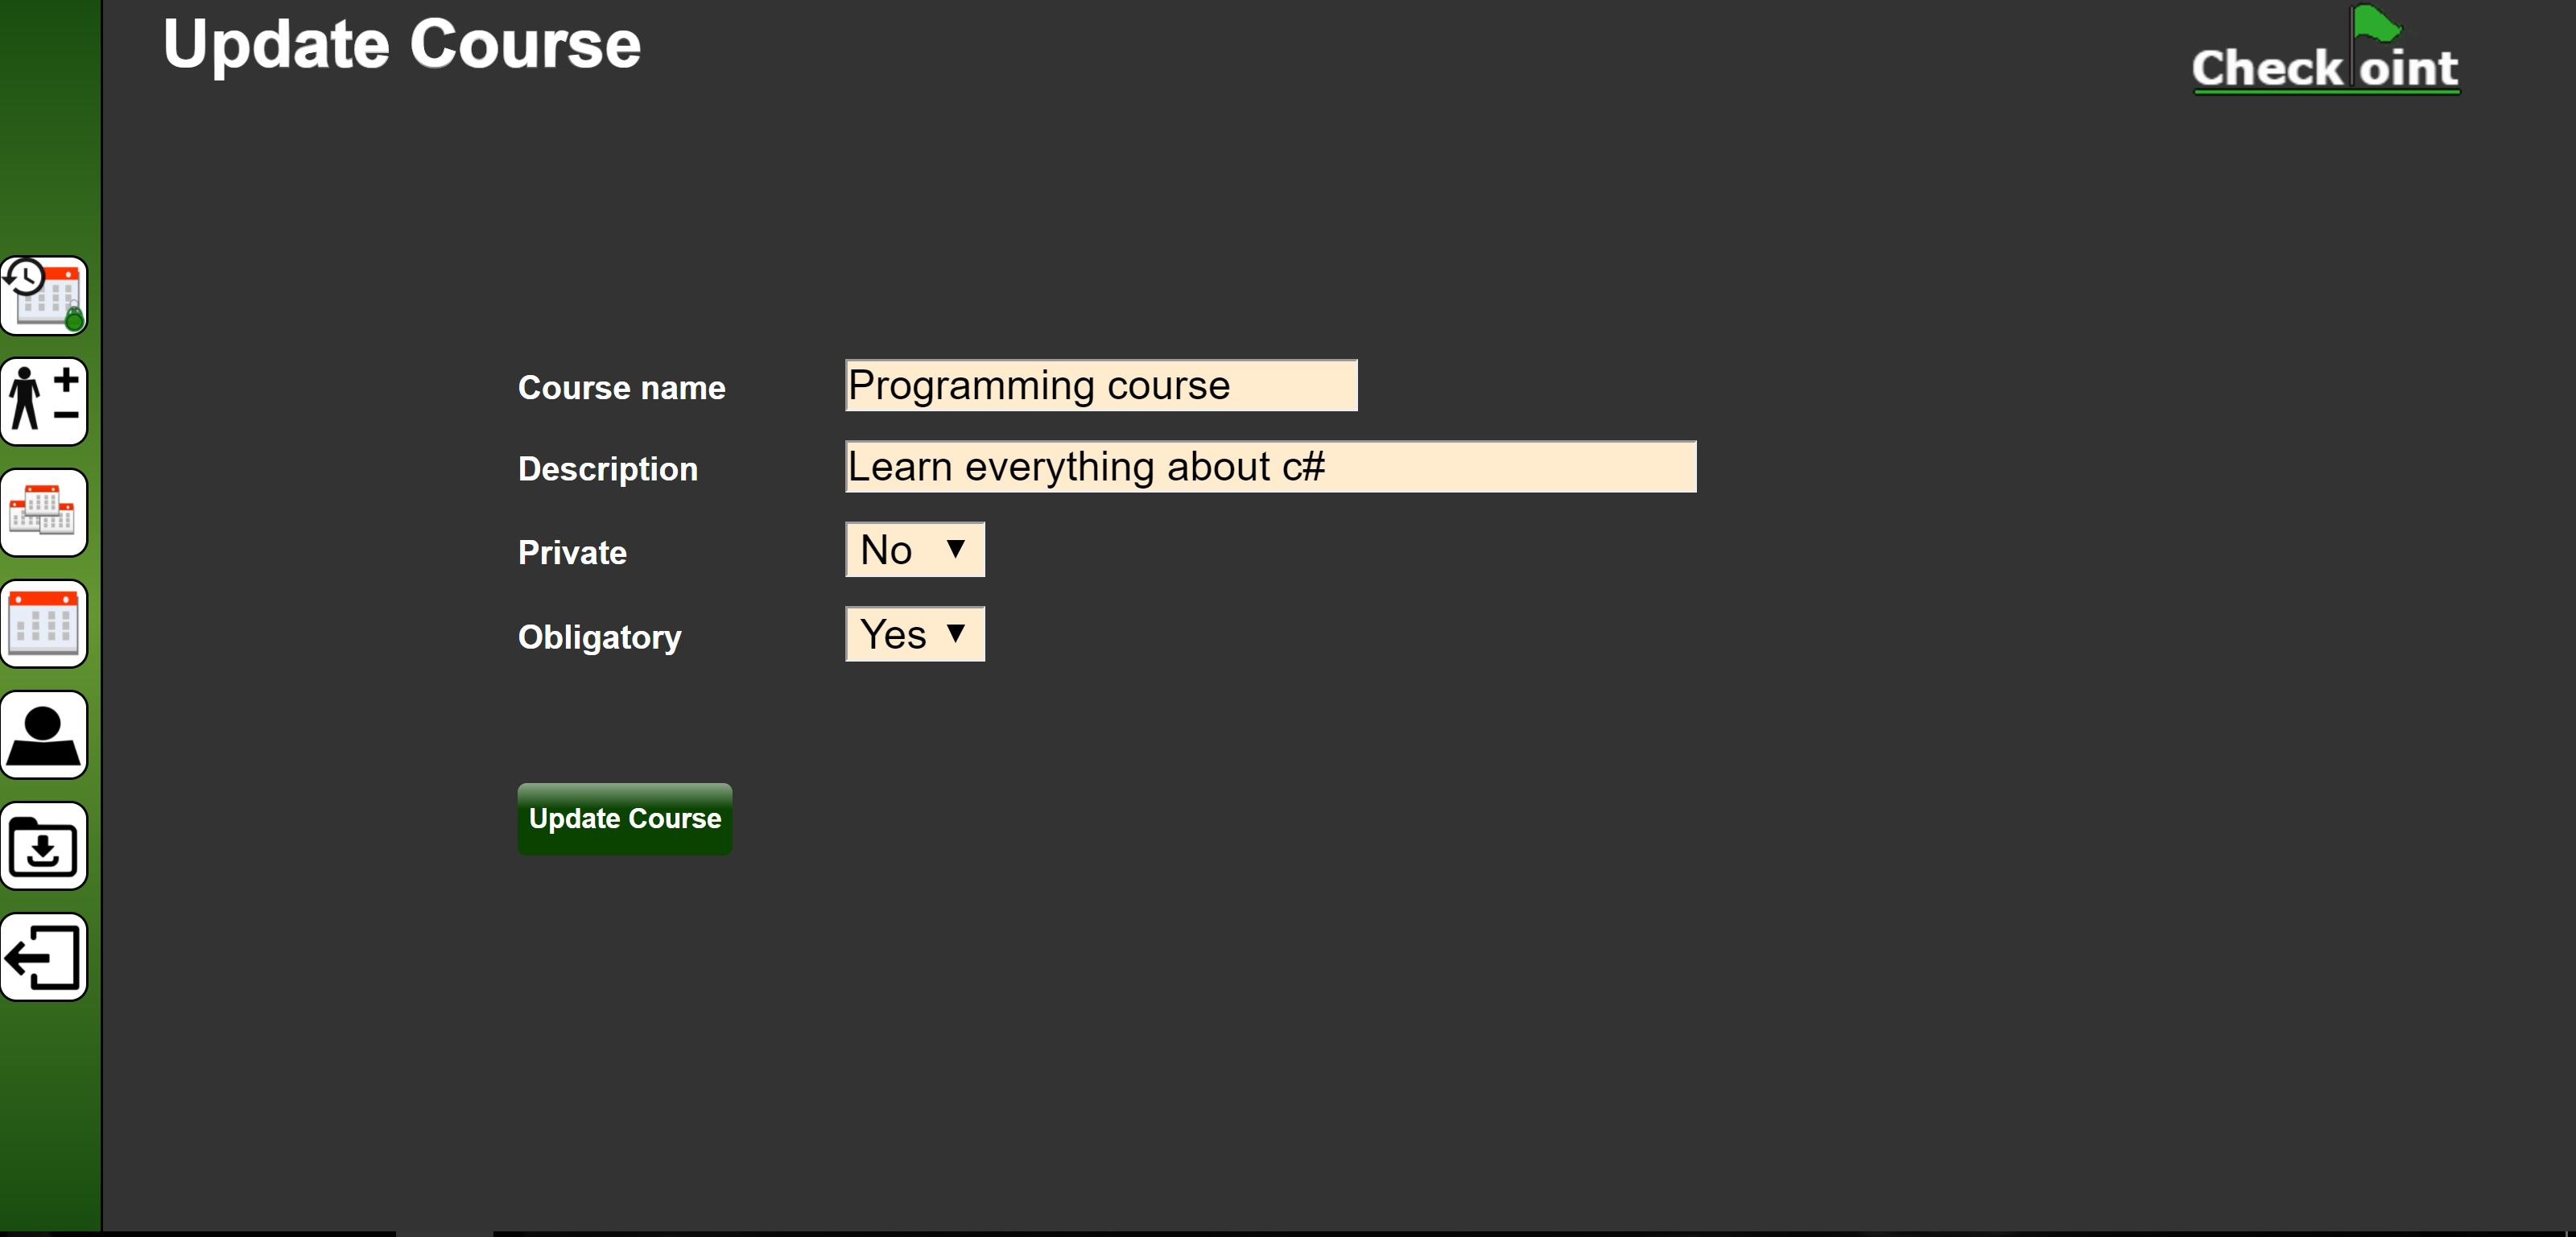 Update Course
Check oint
Course name
Programming course
Description
Learn everything about c#
Private
No
Obligatory
Yes
Update Course